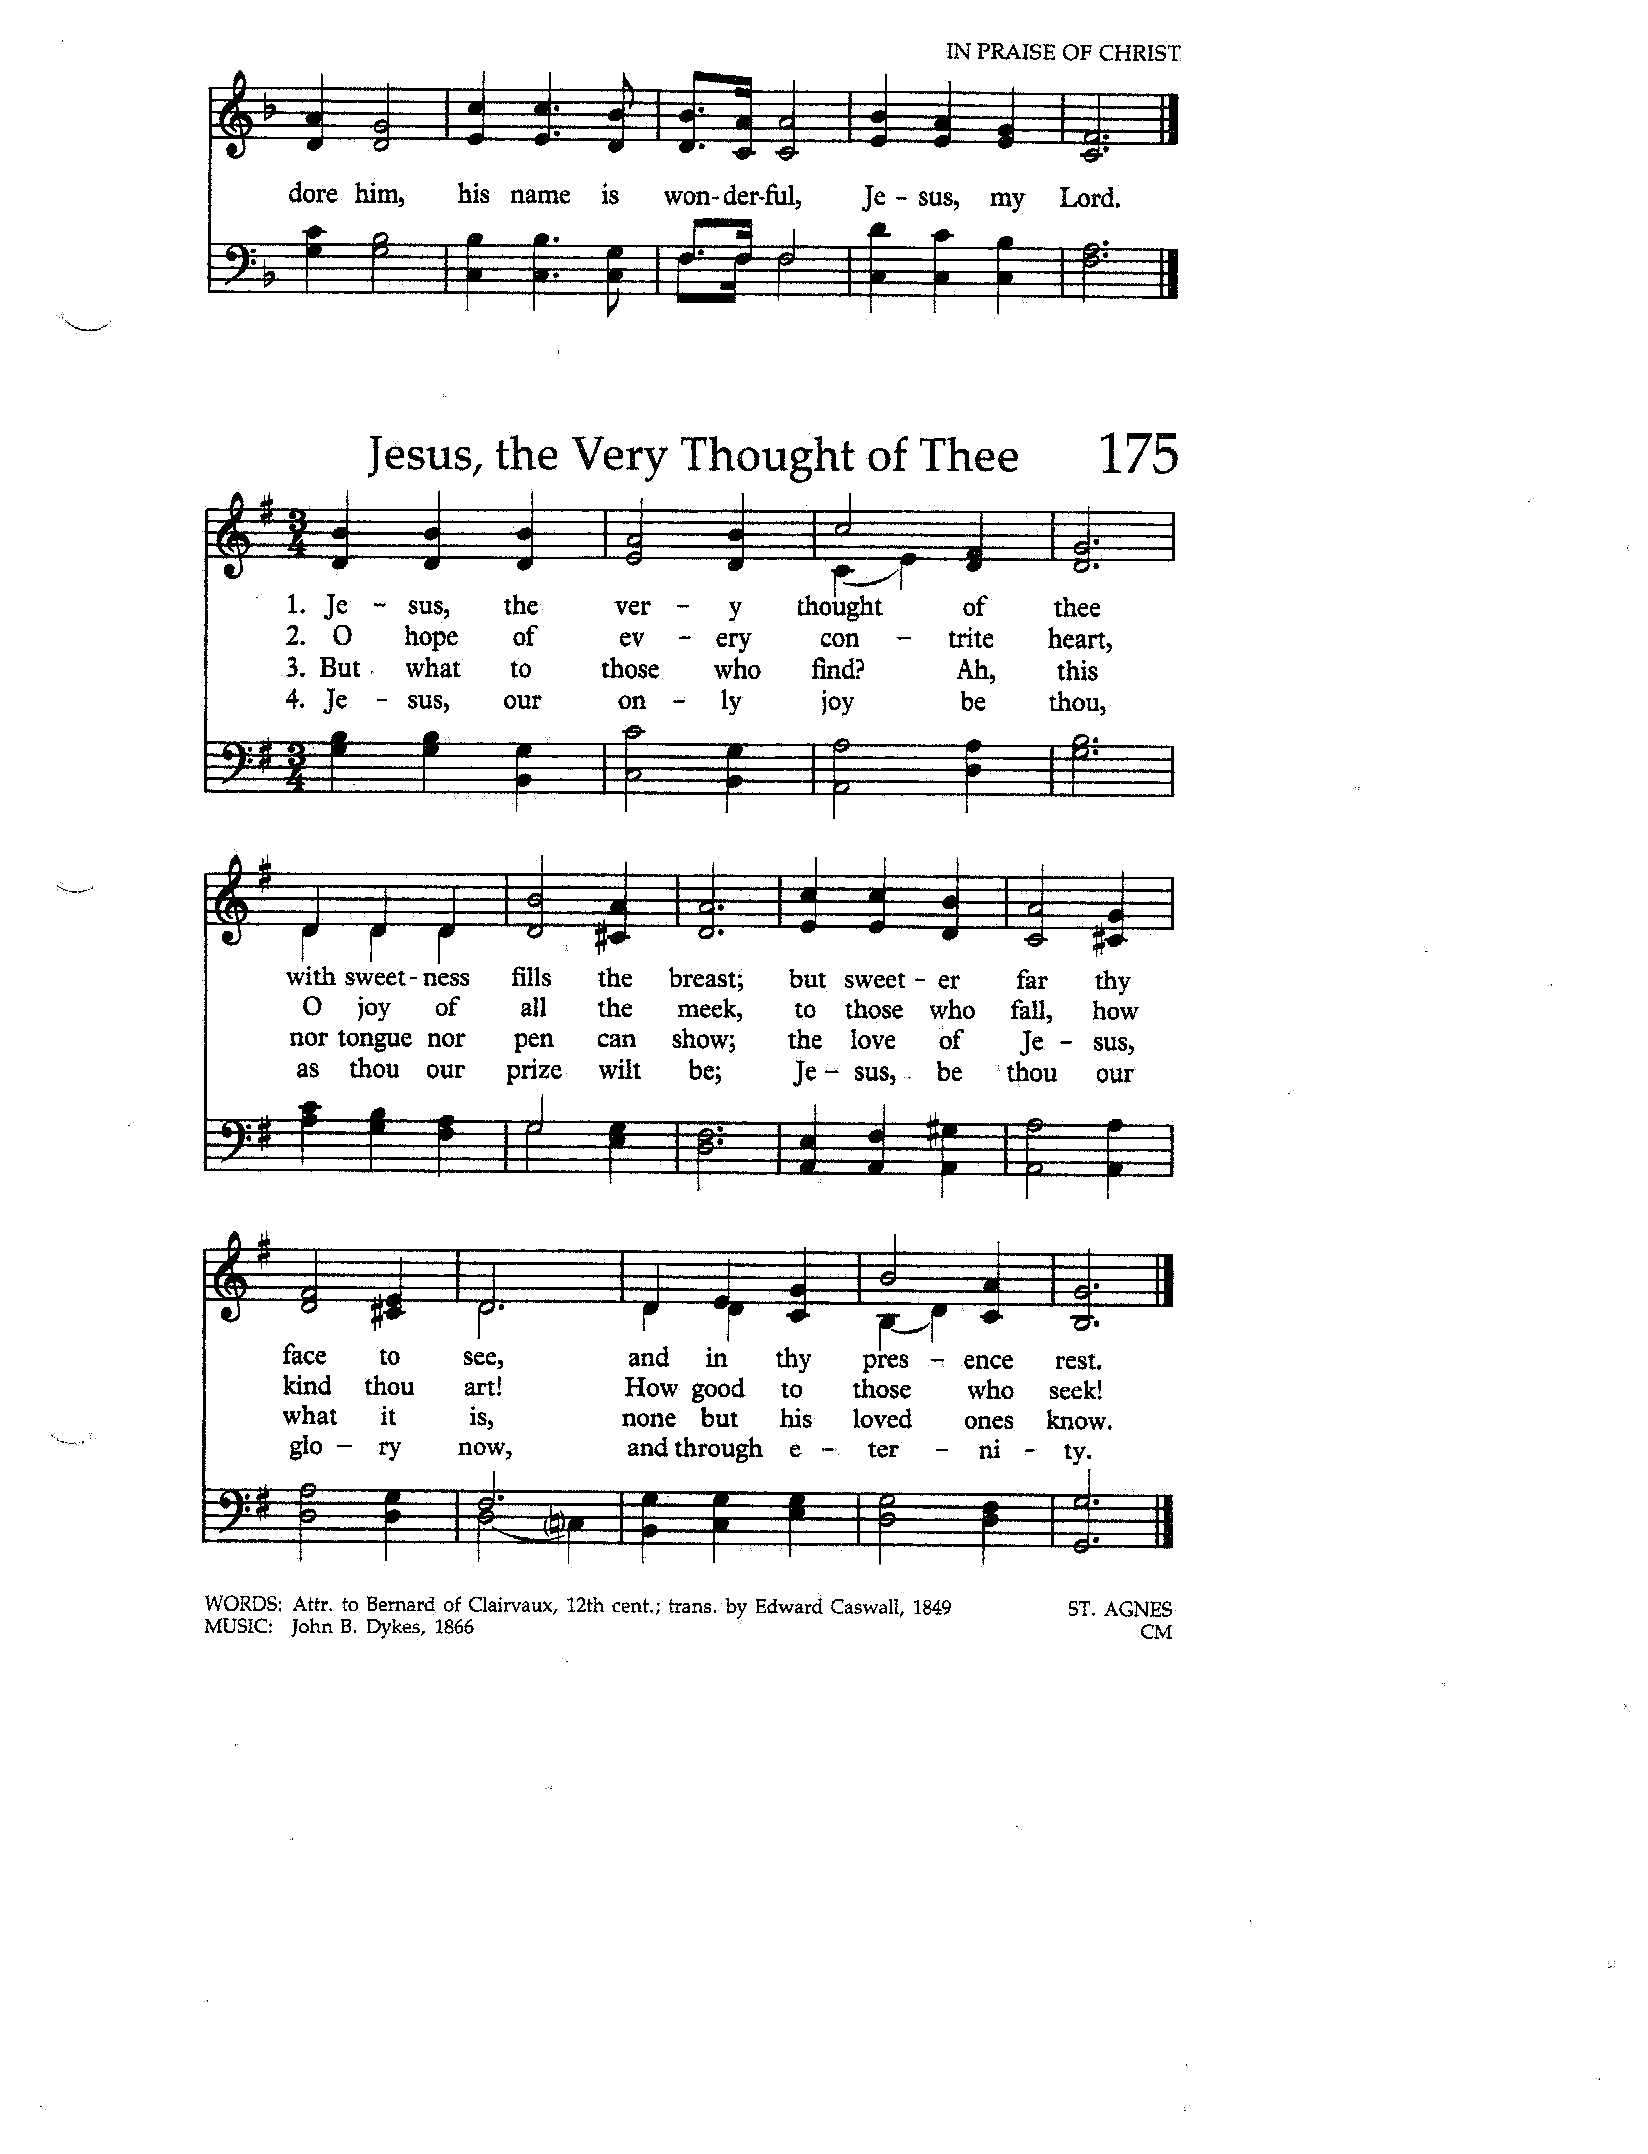 IN PRAISE OF CHRIST
dore him, his name is won-der-ful, Je - sus, my Lord.
Jesus, the Very Thought of Thee 175
1. Je - sus, the ver - y thought of thee
2. O hope of ev - ery con - trite heart,
3. But what to those who find? Ah, this
4. Je - sus, our on - ly joy be thou,
with sweet-ness fills the breast; but sweet - er far thy
O joy of all the meek, to those who fall, how
nor tongue nor pen can show; the love of Je - sus,
as thou our prize wilt be; Je - sus, be thou our
face to see, and in thy pres - ence rest.
kind thou art! How good to those who seek!
what it is, none but his loved ones know.
glo - ry now, and through e - ter - ni - ty.
WORDS: Attr. to Bernard of Clairvaux, 12th cent.; trans. by Edward Caswall, 1849 ST. AGNES
MUSIC: John B. Dykes, 1866 CM